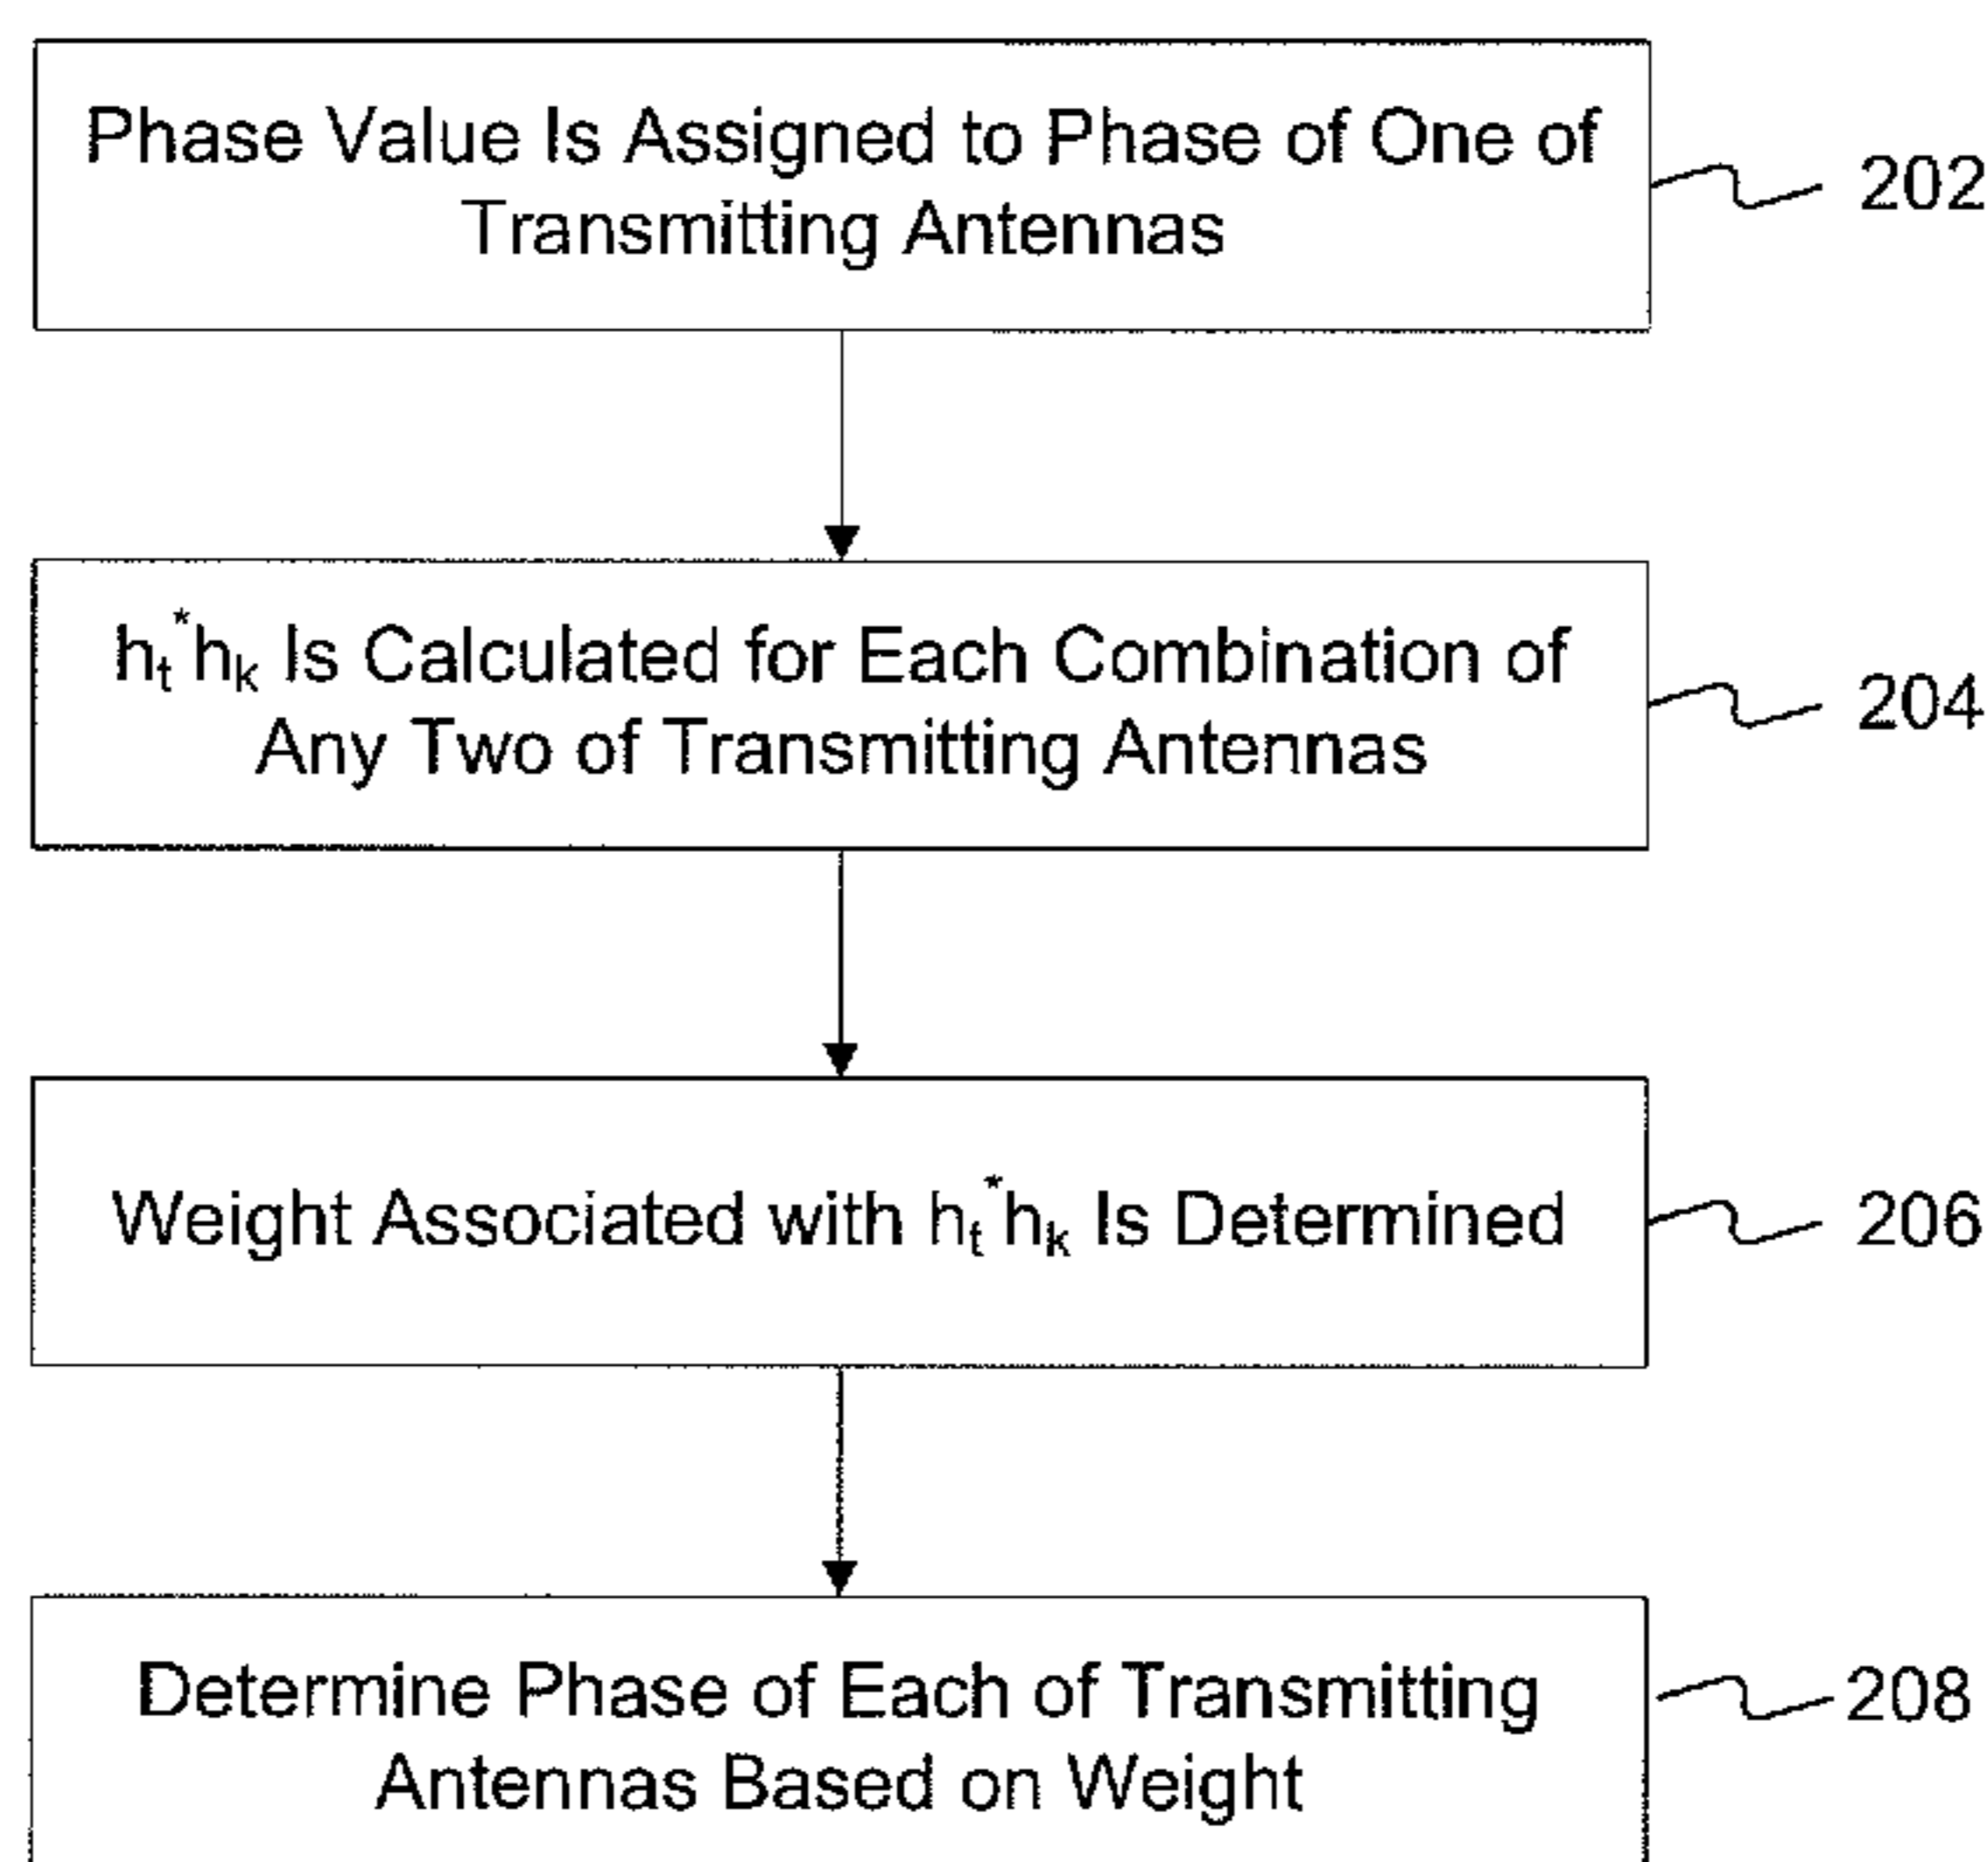 Phase Value Is Assigned to Phase of One of
Transmitting Antennas
202
hₜ*hₖ Is Calculated for Each Combination of
Any Two of Transmitting Antennas
204
Weight Associated with hₜ*hₖ Is Determined
206
Determine Phase of Each of Transmitting
Antennas Based on Weight
208